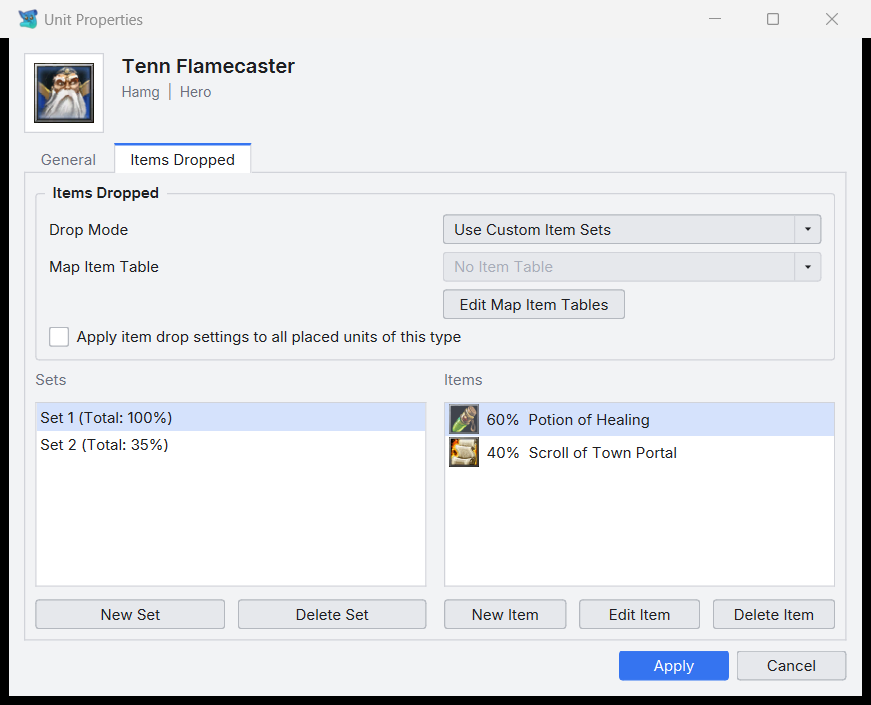 Unit Properties
Tenn Flamecaster
Hamg | Hero
General
Items Dropped
Items Dropped
Drop Mode
Use Custom Item Sets
Map Item Table
No Item Table
Edit Map Item Tables
Apply item drop settings to all placed units of this type
Sets
Set 1 (Total: 100%)
Set 2 (Total: 35%)
Items
60% Potion of Healing
40% Scroll of Town Portal
New Set
Delete Set
New Item
Edit Item
Delete Item
Apply
Cancel